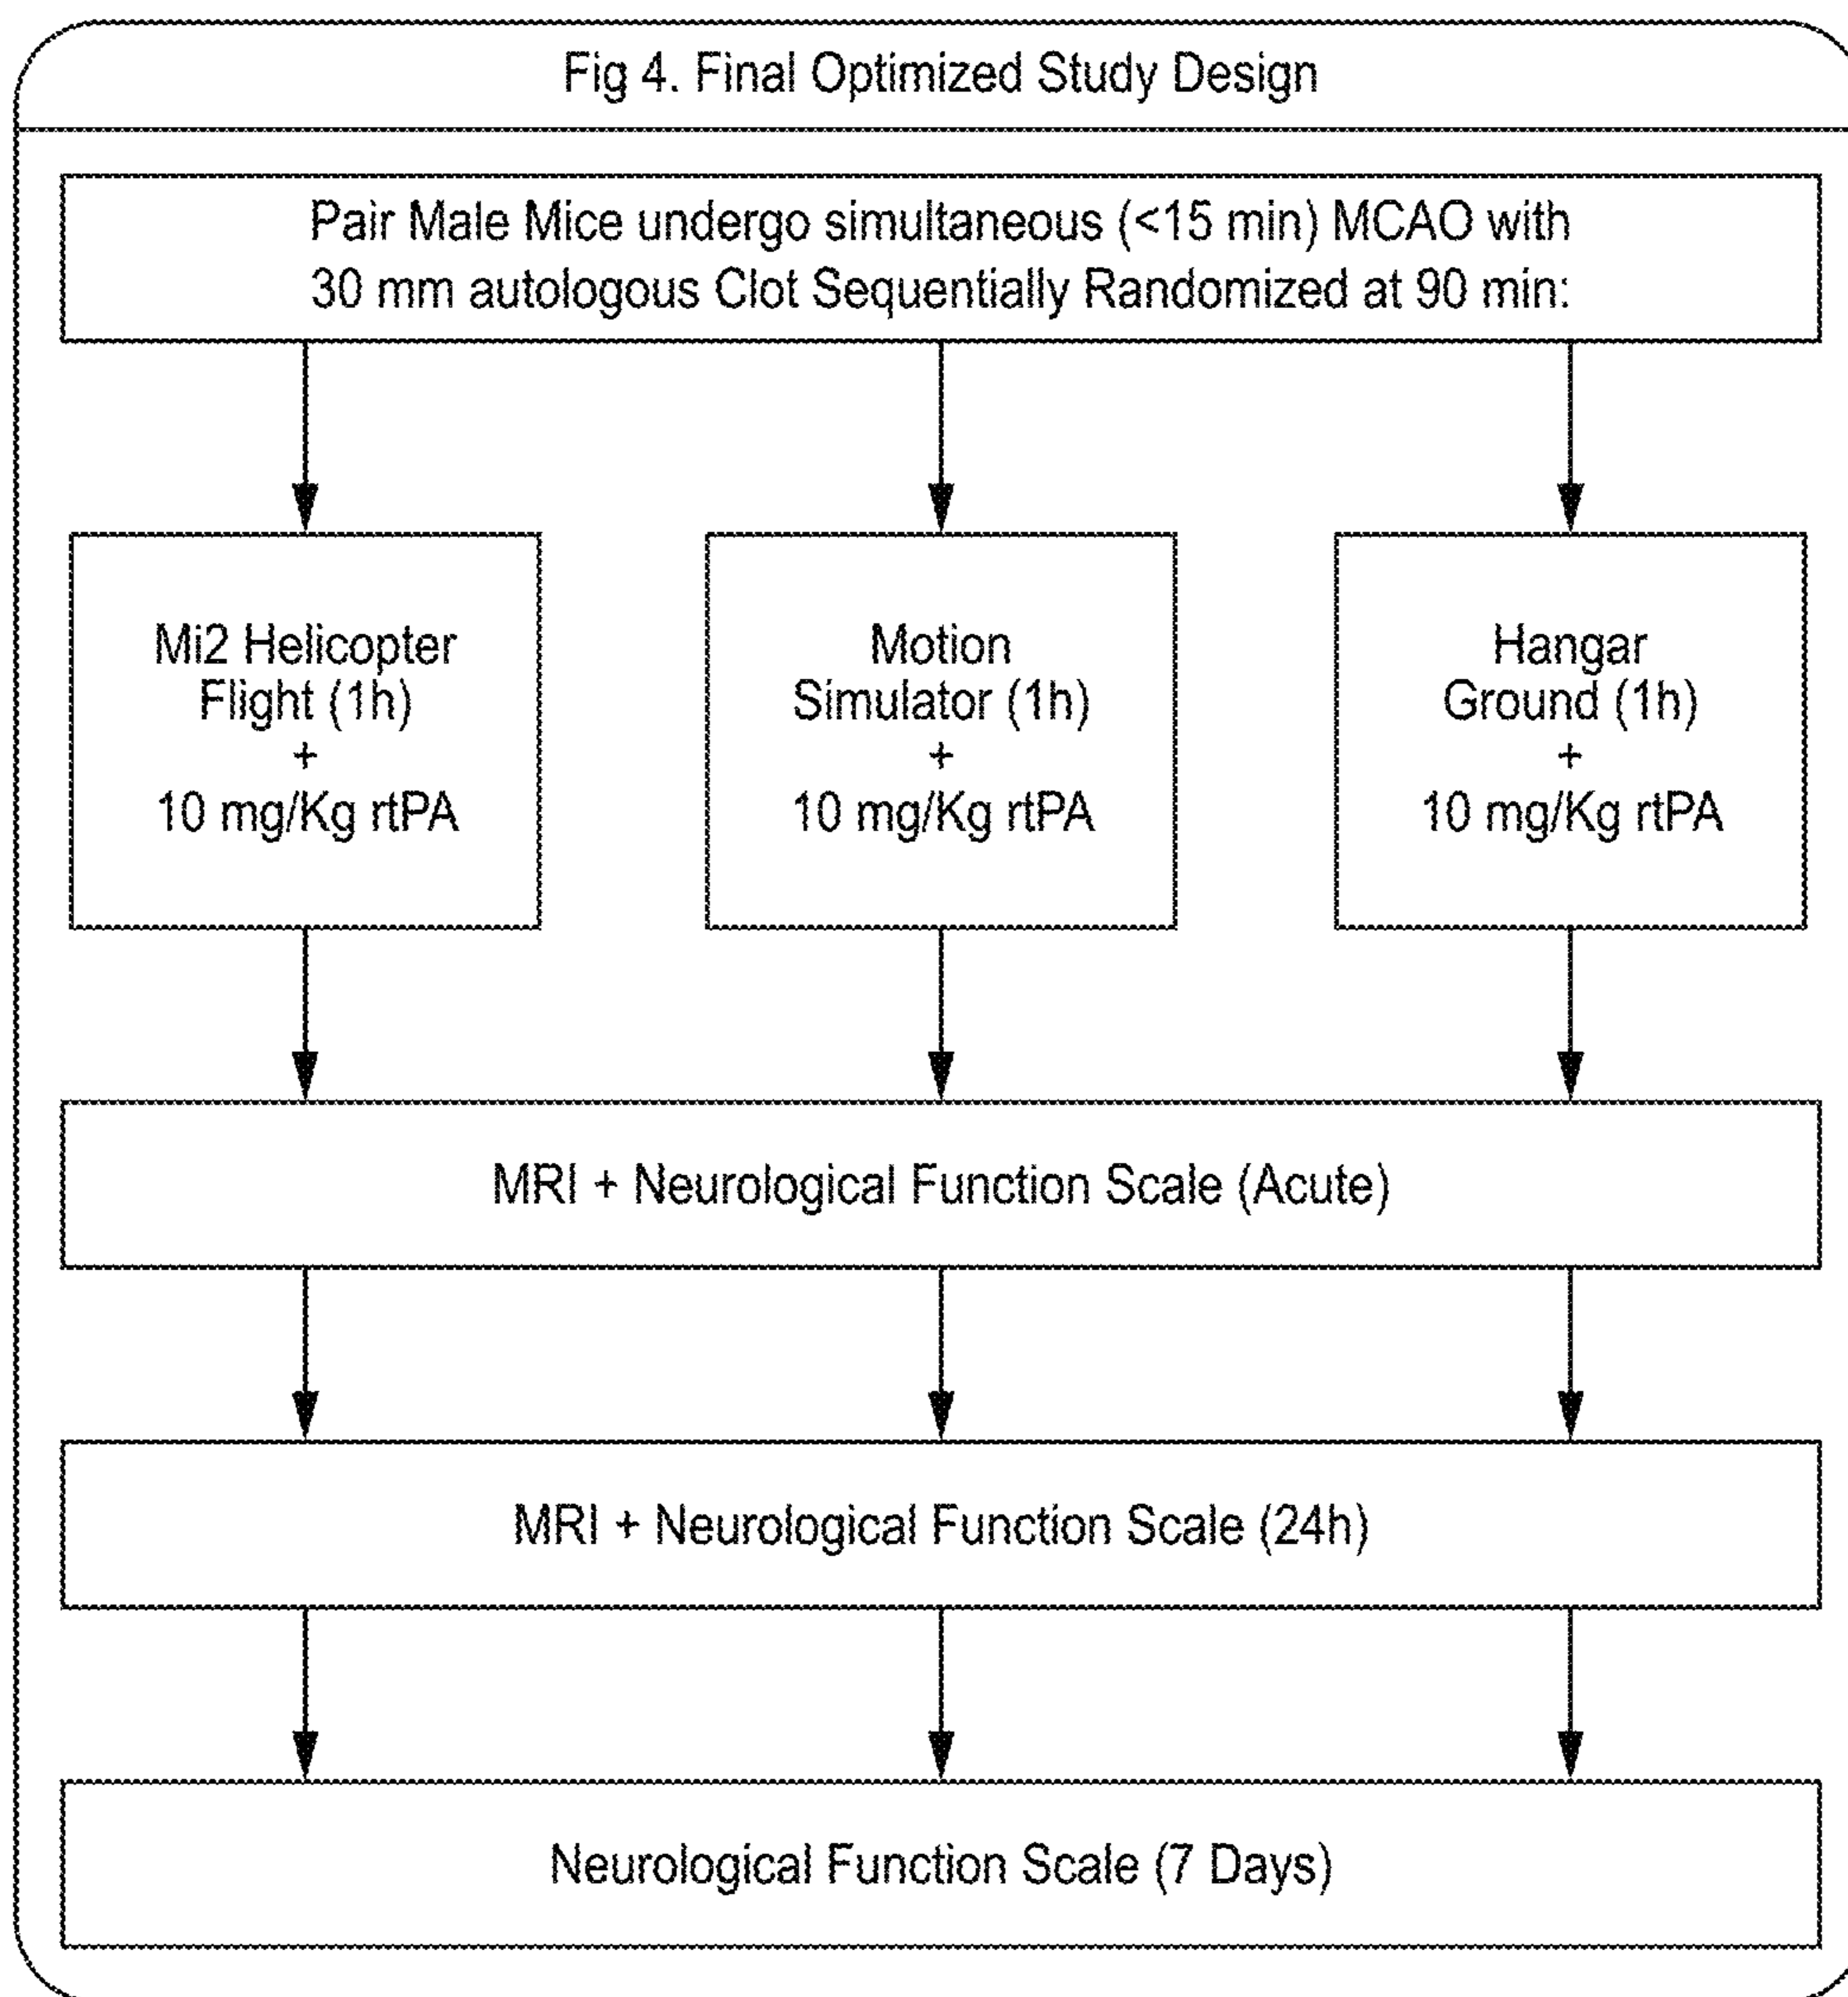 Fig 4. Final Optimized Study Design
Pair Male Mice undergo simultaneous (<15 min) MCAO with
30 mm autologous Clot Sequentially Randomized at 90 min:
Mi2 Helicopter
Flight (1h)
+
10 mg/Kg rtPA
Motion
Simulator (1h)
+
10 mg/Kg rtPA
Hangar
Ground (1h)
+
10 mg/Kg rtPA
MRI + Neurological Function Scale (Acute)
MRI + Neurological Function Scale (24h)
Neurological Function Scale (7 Days)